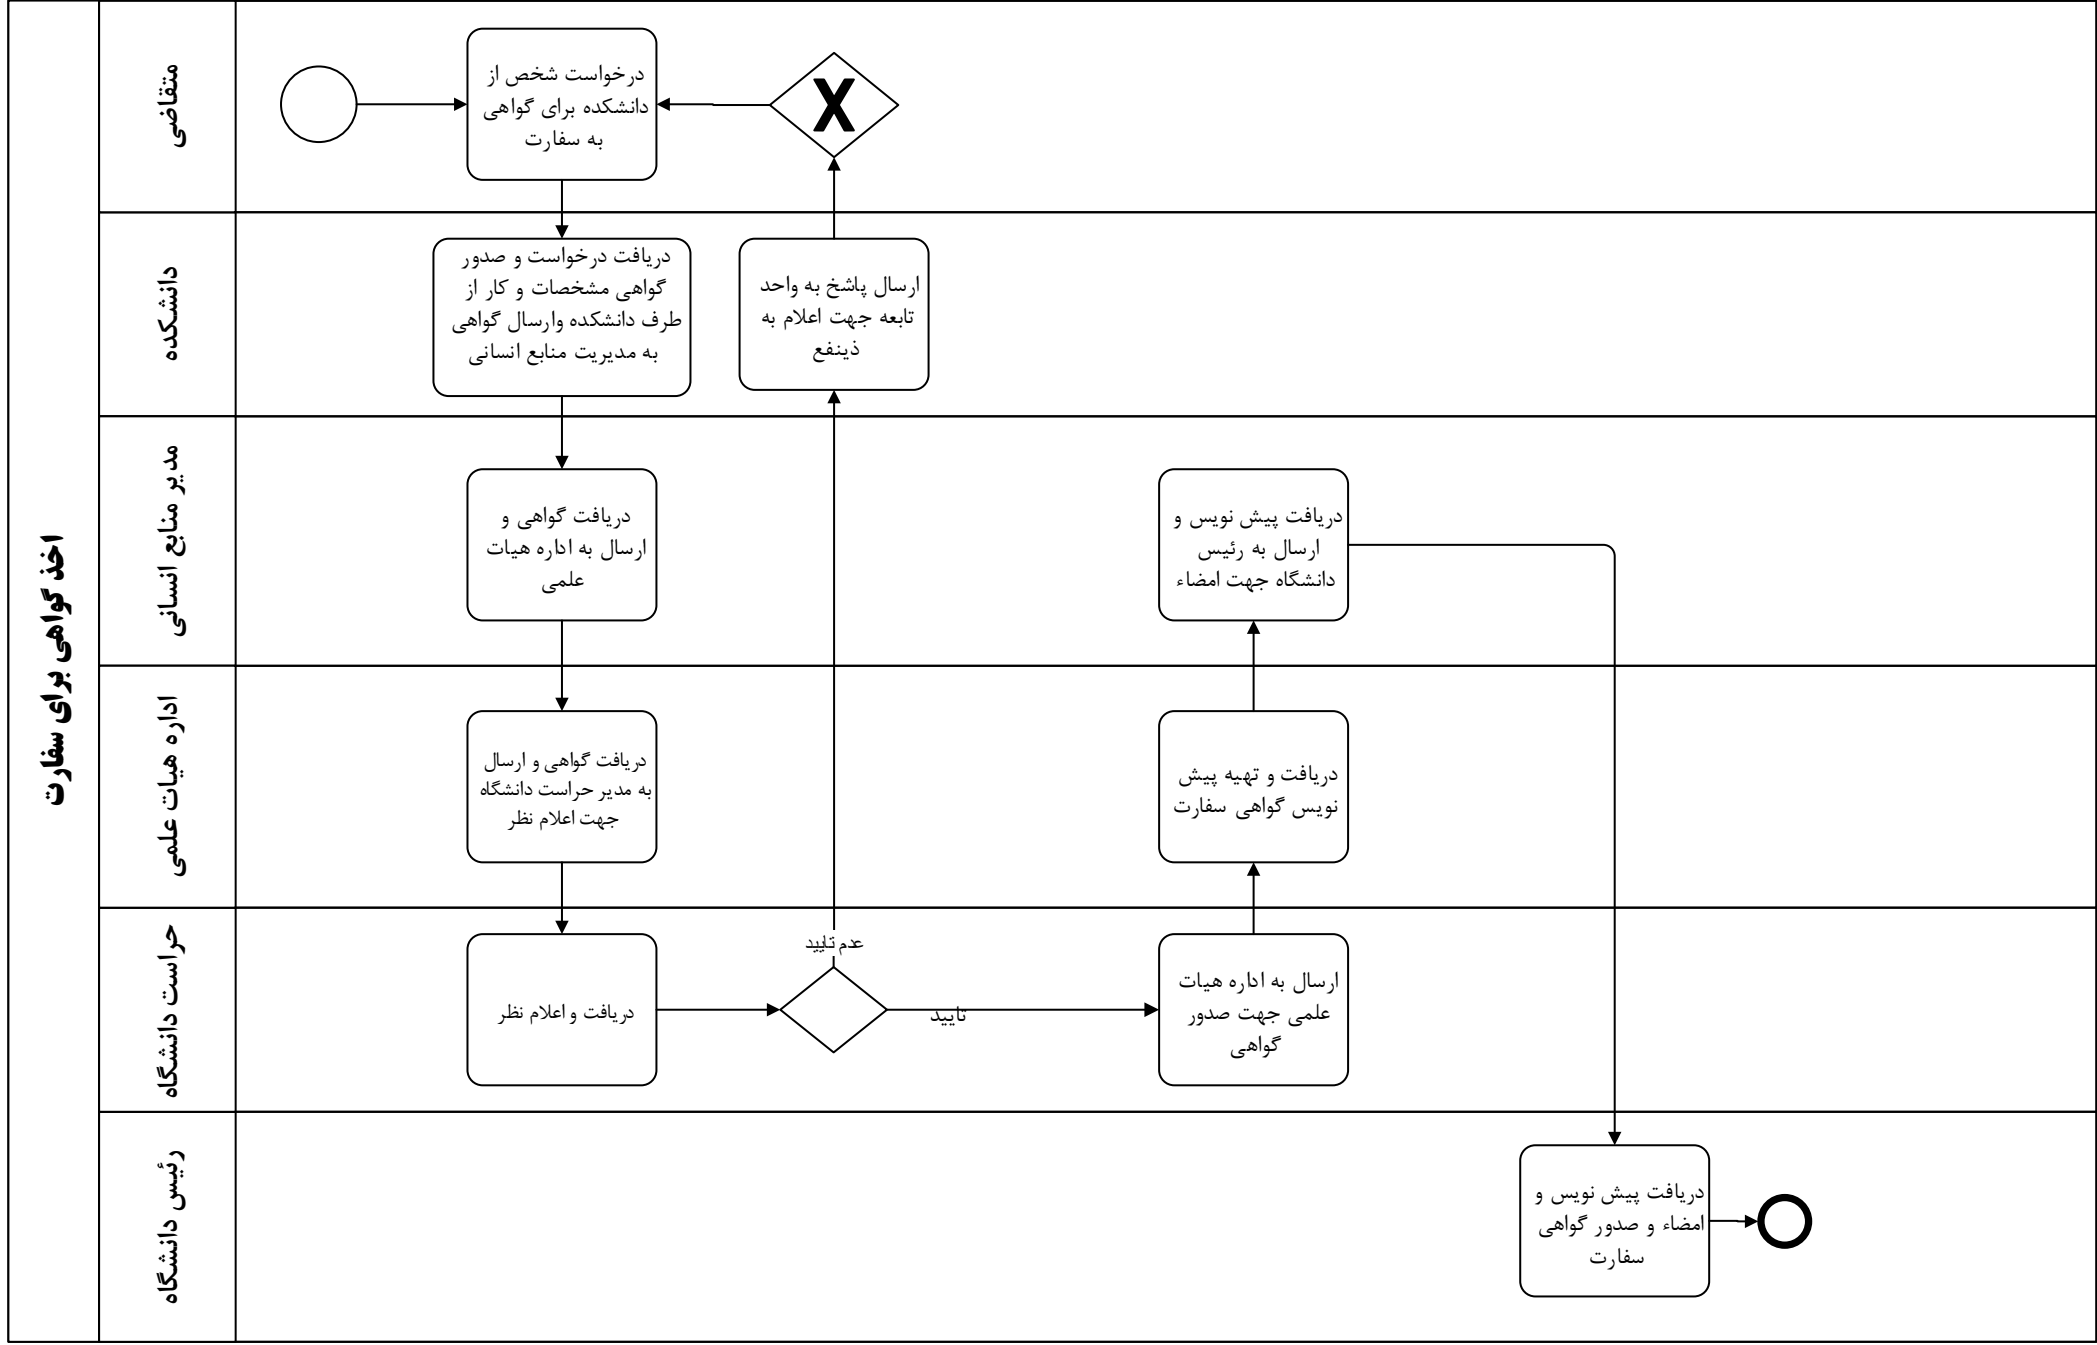 اخذ گواهی برای سفارت
متقاضی
درخواست شخص از
دانشکده برای گواهی
به سفارت
X
دانشکده
دریافت درخواست و صدور
گواهی مشخصات و کار از
طرف دانشکده وارسال گواهی
به مدیریت منابع انسانی
ارسال پاشخ به واحد
تابعه جهت اعلام به
ذینفع
مدیر منابع انسانی
دریافت گواهی و
ارسال به اداره هیات
علمی
دریافت پیش نویس و
ارسال به رئیس
دانشگاه جهت امضاء
اداره هیات علمی
دریافت گواهی و ارسال
به مدیر حراست دانشگاه
جهت اعلام نظر
دریافت و تهیه پیش
نویس گواهی سفارت
حراست دانشگاه
دریافت و اعلام نظر
عدم تایید
تایید
ارسال به اداره هیات
علمی جهت صدور
گواهی
رئیس دانشگاه
دریافت پیش نویس و
امضاء و صدور گواهی
سفارت